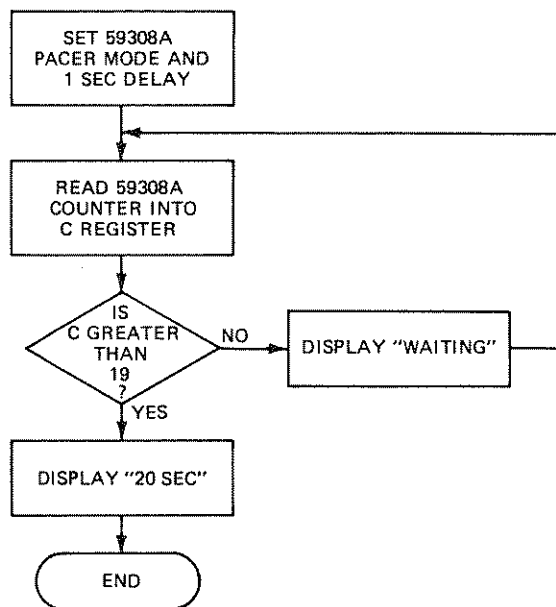 SET 59308A
PACER MODE AND
1 SEC DELAY
READ 59308A
COUNTER INTO
C REGISTER
IS
C GREATER
THAN
19
?
NO
DISPLAY "WAITING"
YES
DISPLAY "20 SEC"
END